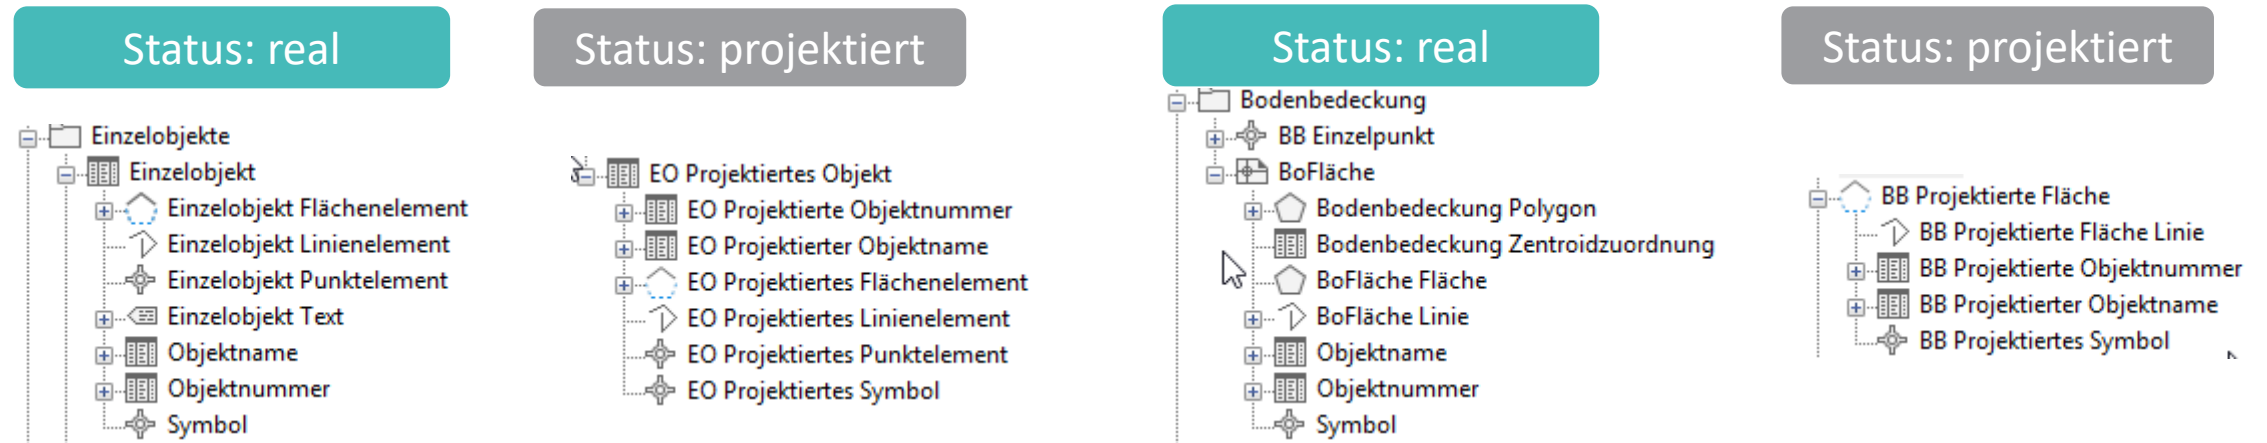 Status: real
Einzelobjekte
Einzelobjekt
Einzelobjekt Flächenelement
Einzelobjekt Linienelement
Einzelobjekt Punktelement
Einzelobjekt Text
Objektname
Objektnummer
Symbol
Status: projektiert
EO Projektiertes Objekt
EO Projektierte Objektnummer
EO Projektierter Objektname
EO Projektiertes Flächenelement
EO Projektiertes Linienelement
EO Projektiertes Punktelement
EO Projektiertes Symbol
Status: real
Bodenbedeckung
BB Einzelpunkt
BoFläche
Bodenbedeckung Polygon
Bodenbedeckung Zentroidzuordnung
BoFläche Fläche
BoFläche Linie
Objektname
Objektnummer
Symbol
Status: projektiert
BB Projektierte Fläche
BB Projektierte Fläche Linie
BB Projektierte Objektnummer
BB Projektierter Objektname
BB Projektiertes Symbol